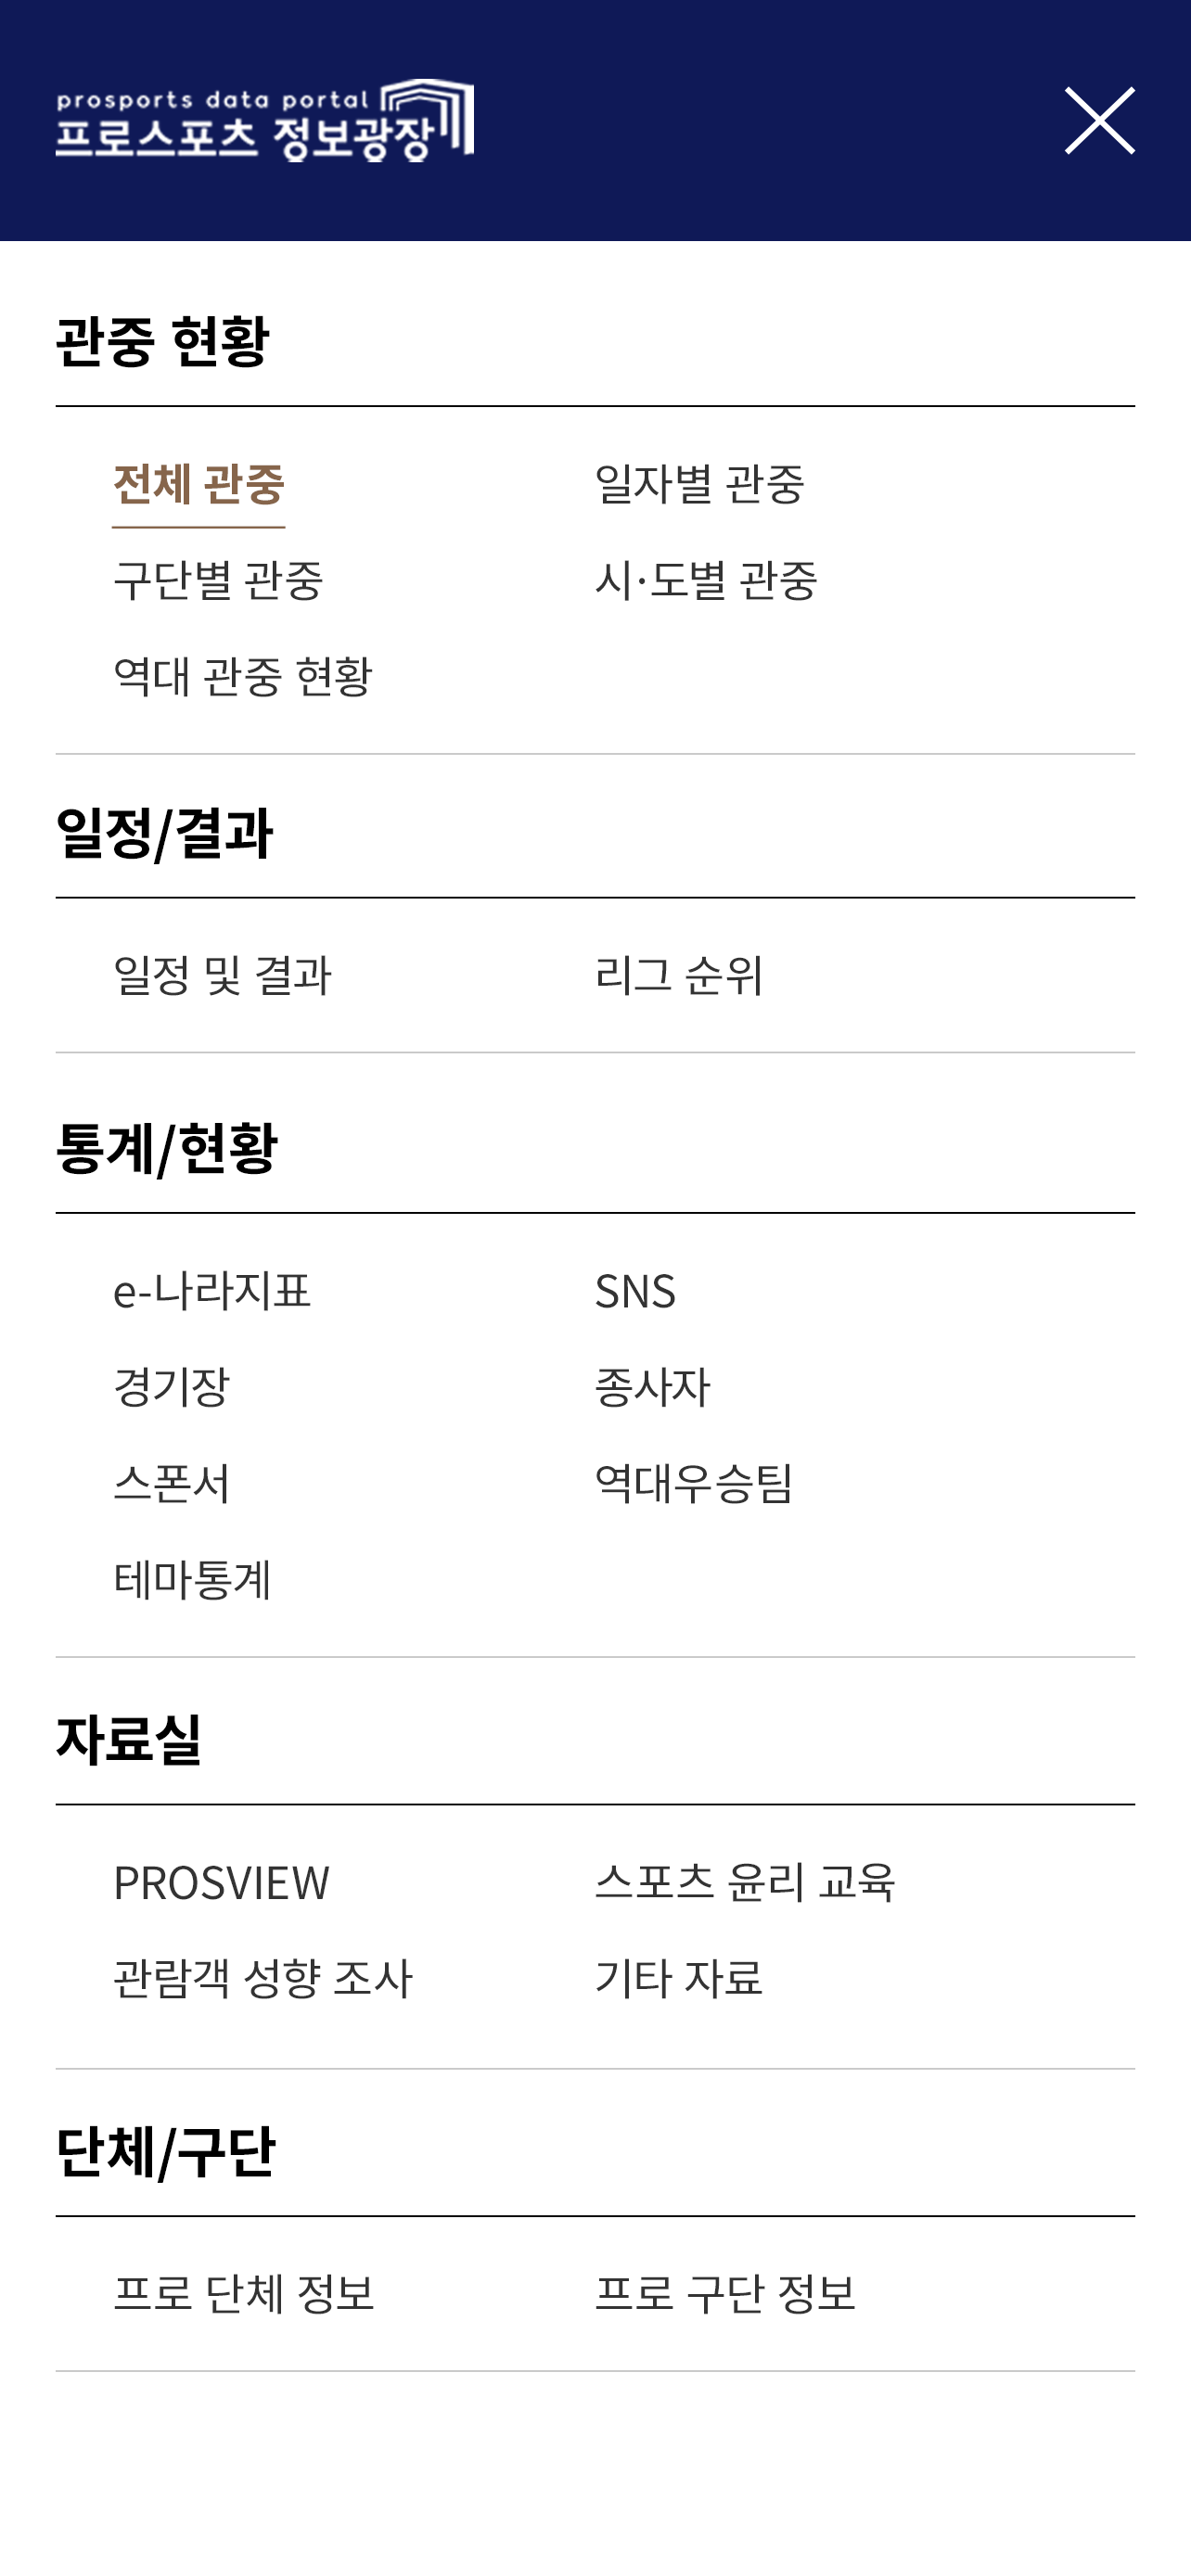 prosports data portal
프로스포츠 정보광장
관중 현황
전체 관중 일자별 관중
구단별 관중 시·도별 관중
역대 관중 현황
일정/결과
일정 및 결과 리그 순위
통계/현황
e-나라지표 SNS
경기장 종사자
스폰서 역대우승팀
테마통계
자료실
PROSVIEW 스포츠 윤리 교육
관람객 성향 조사 기타 자료
단체/구단
프로 단체 정보 프로 구단 정보